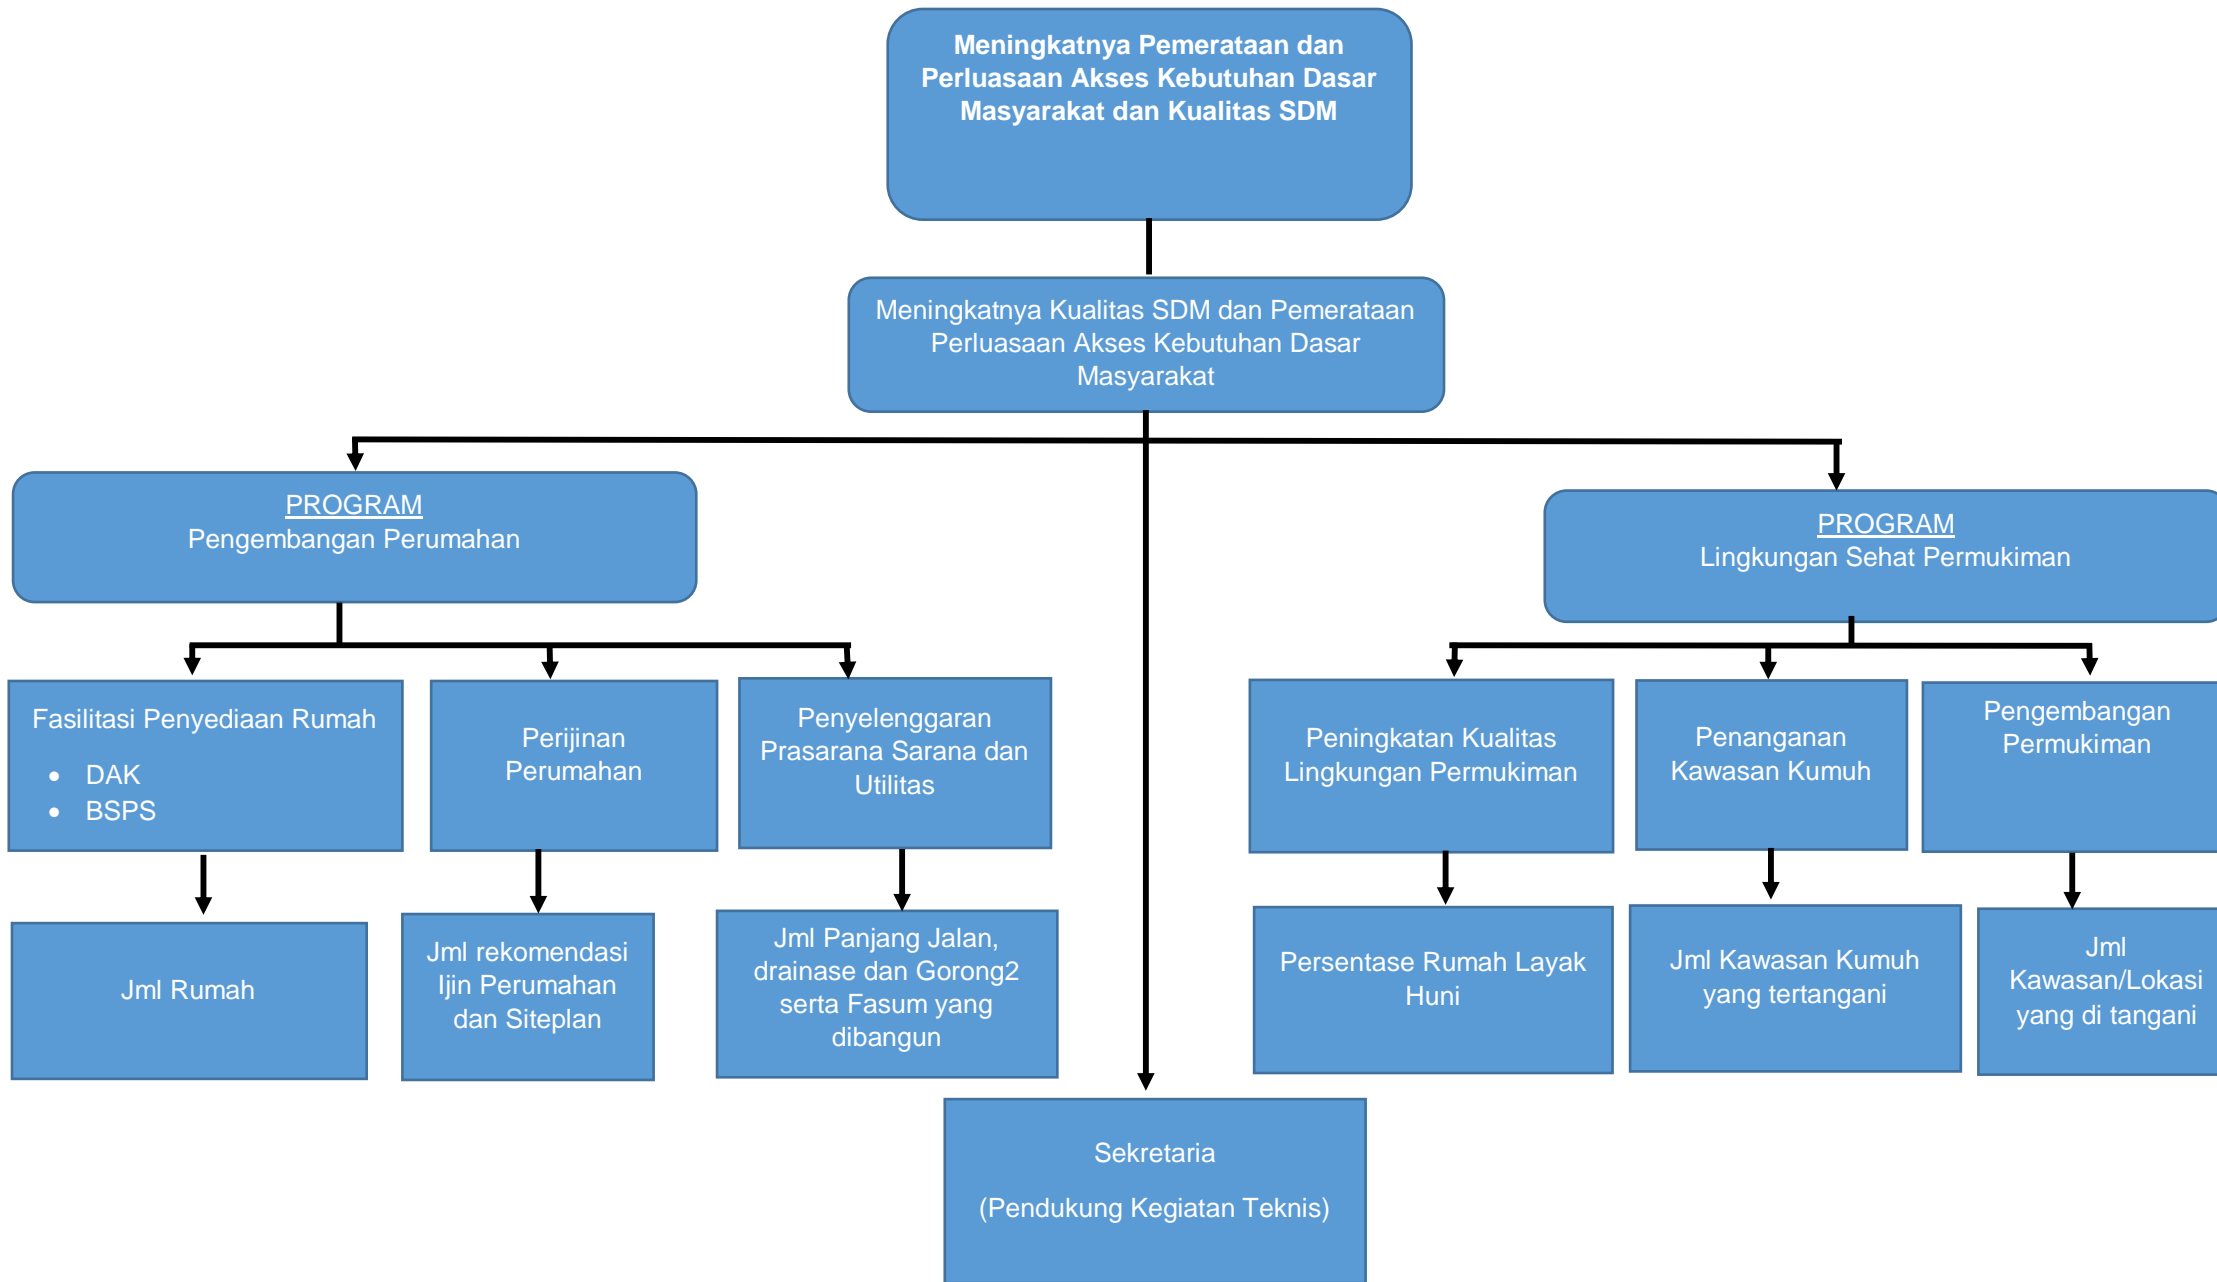 Meningkatnya Pemerataan dan
Perluasaan Akses Kebutuhan Dasar
Masyarakat dan Kualitas SDM
Meningkatnya Kualitas SDM dan Pemerataan
Perluasaan Akses Kebutuhan Dasar
Masyarakat
PROGRAM
Pengembangan Perumahan
PROGRAM
Lingkungan Sehat Permukiman
Fasilitasi Penyediaan Rumah
• DAK
• BSPS
Perijinan
Perumahan
Penyelenggaran
Prasarana Sarana dan
Utilitas
Peningkatan Kualitas
Lingkungan Permukiman
Penanganan
Kawasan Kumuh
Pengembangan
Permukiman
Jml Rumah
Jml rekomendasi
Ijin Perumahan
dan Siteplan
Jml Panjang Jalan,
drainase dan Gorong2
serta Fasum yang
dibangun
Persentase Rumah Layak
Huni
Jml Kawasan Kumuh
yang tertangani
Jml
Kawasan/Lokasi
yang di tangani
Sekretaria
(Pendukung Kegiatan Teknis)